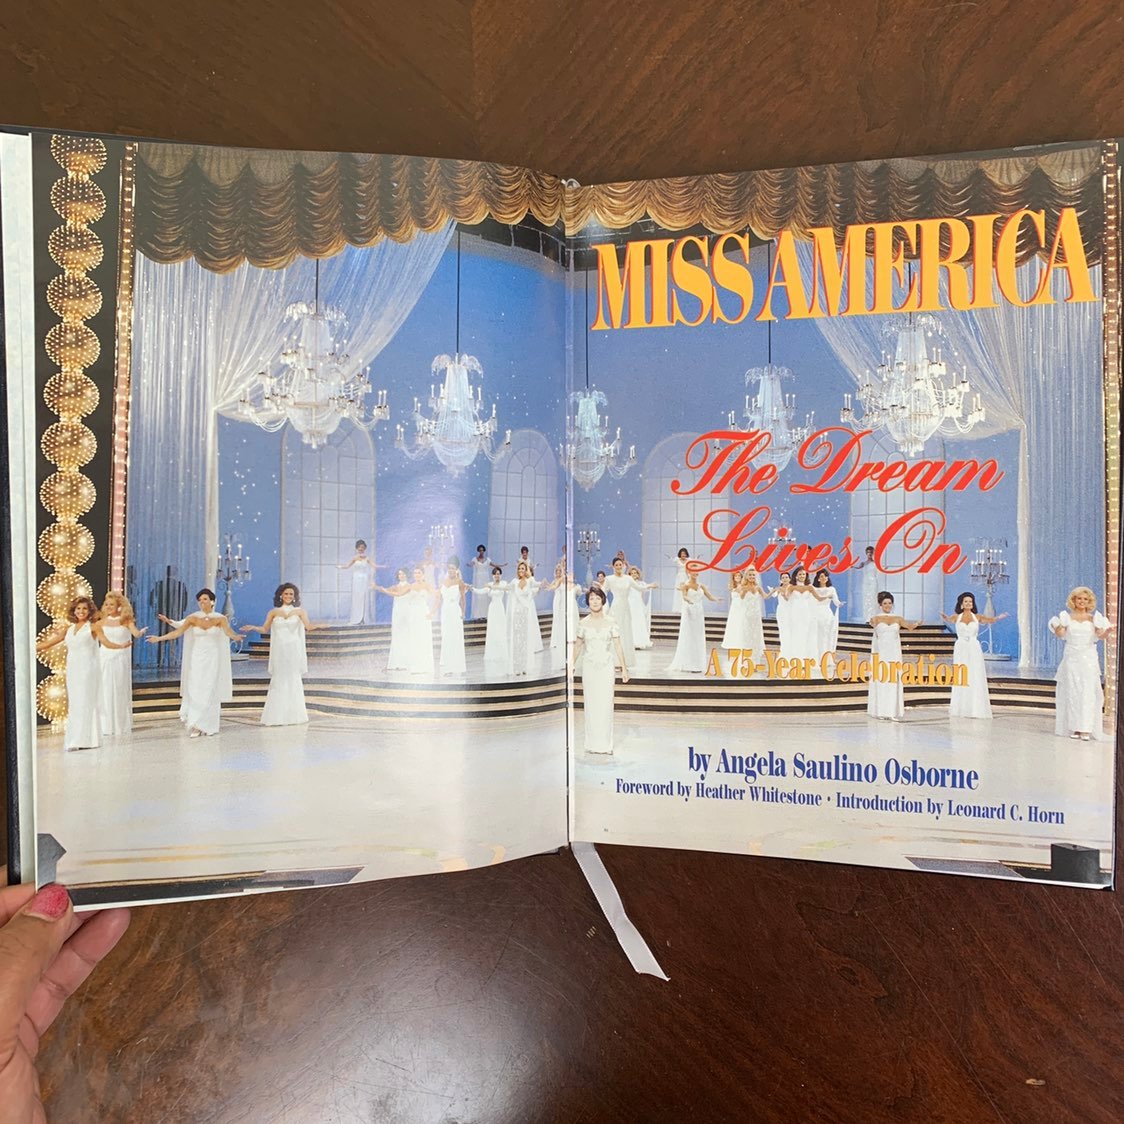 MISS AMERICA
The Dream
Lives On
A 75-Year Celebration
by Angela Saulino Osborne
Foreword by Heather Whitestone • Introduction by Leonard C. Horn